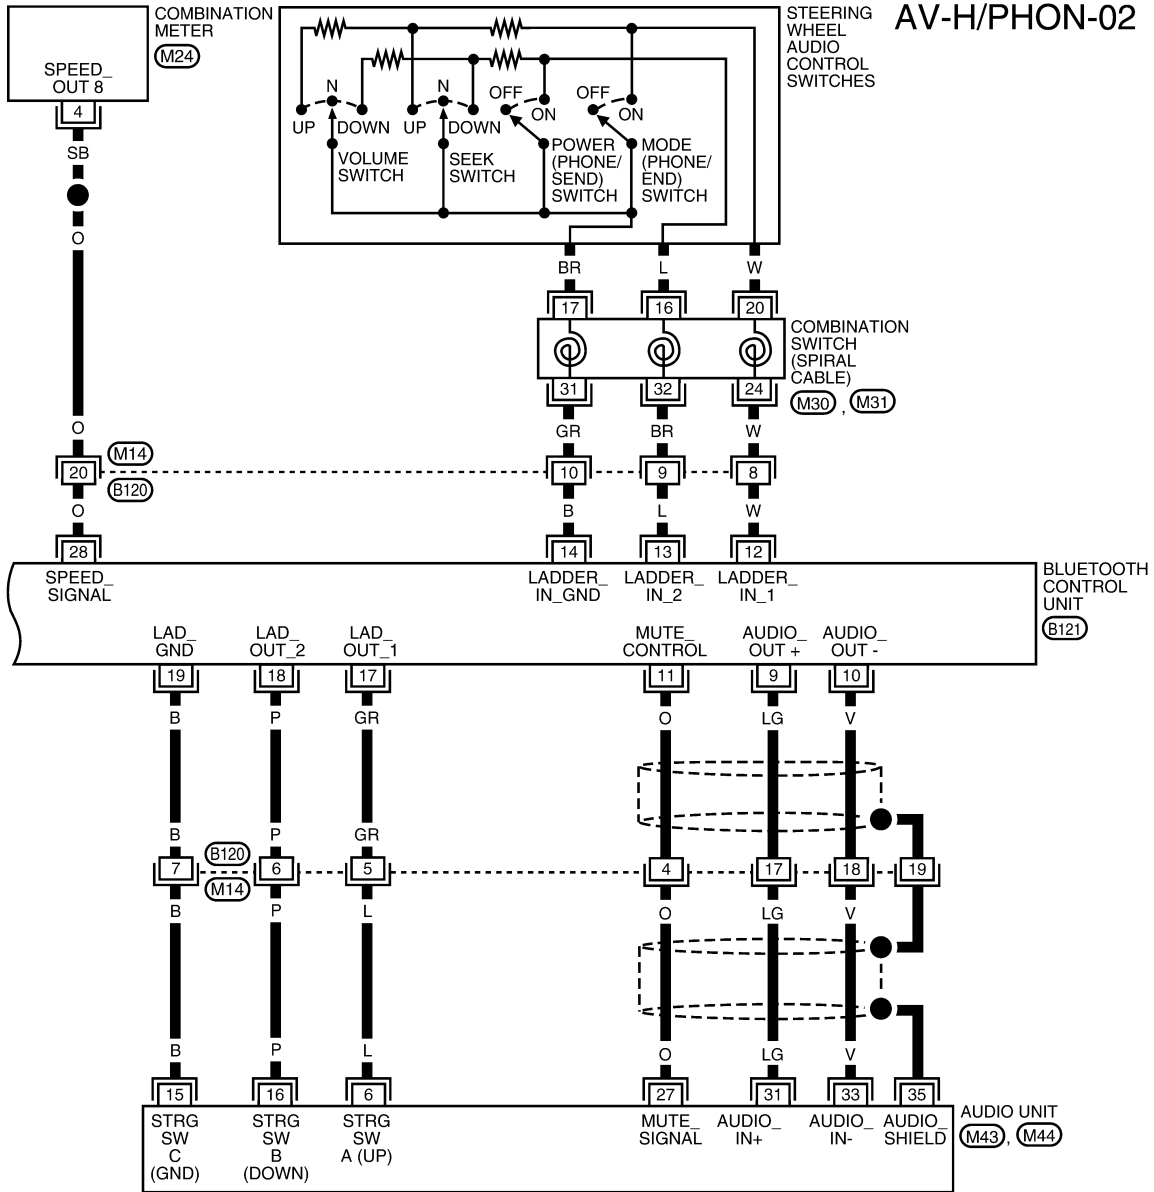 AV-H/PHON-02
COMBINATION
METER
M24
SPEED_
OUT 8
4
SB
O
O
STEERING
WHEEL
AUDIO
CONTROL
SWITCHES
N
UP
DOWN
VOLUME
SWITCH
N
UP
DOWN
SEEK
SWITCH
OFF
ON
POWER
(PHONE/
SEND)
SWITCH
OFF
ON
MODE
(PHONE/
END)
SWITCH
BR L W
17 16 20
COMBINATION
SWITCH
(SPIRAL
CABLE)
M30 , M31
31 32 24
GR BR W
M14
20 10 9 8
B120
O B L W
28 14 13 12
SPEED_
SIGNAL
LADDER_
IN_GND
LADDER_
IN_2
LADDER_
IN_1
BLUETOOTH
CONTROL
UNIT
B121
LAD_
GND
LAD_
OUT_2
LAD_
OUT_1
MUTE_
CONTROL
AUDIO_
OUT +
AUDIO_
OUT -
19 18 17 11 9 10
B P GR O LG V
B P GR
B120
7 6 5 4 17 18 19
M14
B P L O LG V
B P L O LG V
15 16 6 27 31 33 35
STRG
SW
C
(GND)
STRG
SW
B
(DOWN)
STRG
SW
A (UP)
MUTE_
SIGNAL
AUDIO_
IN+
AUDIO_
IN-
AUDIO_
SHIELD
AUDIO UNIT
M43 , M44